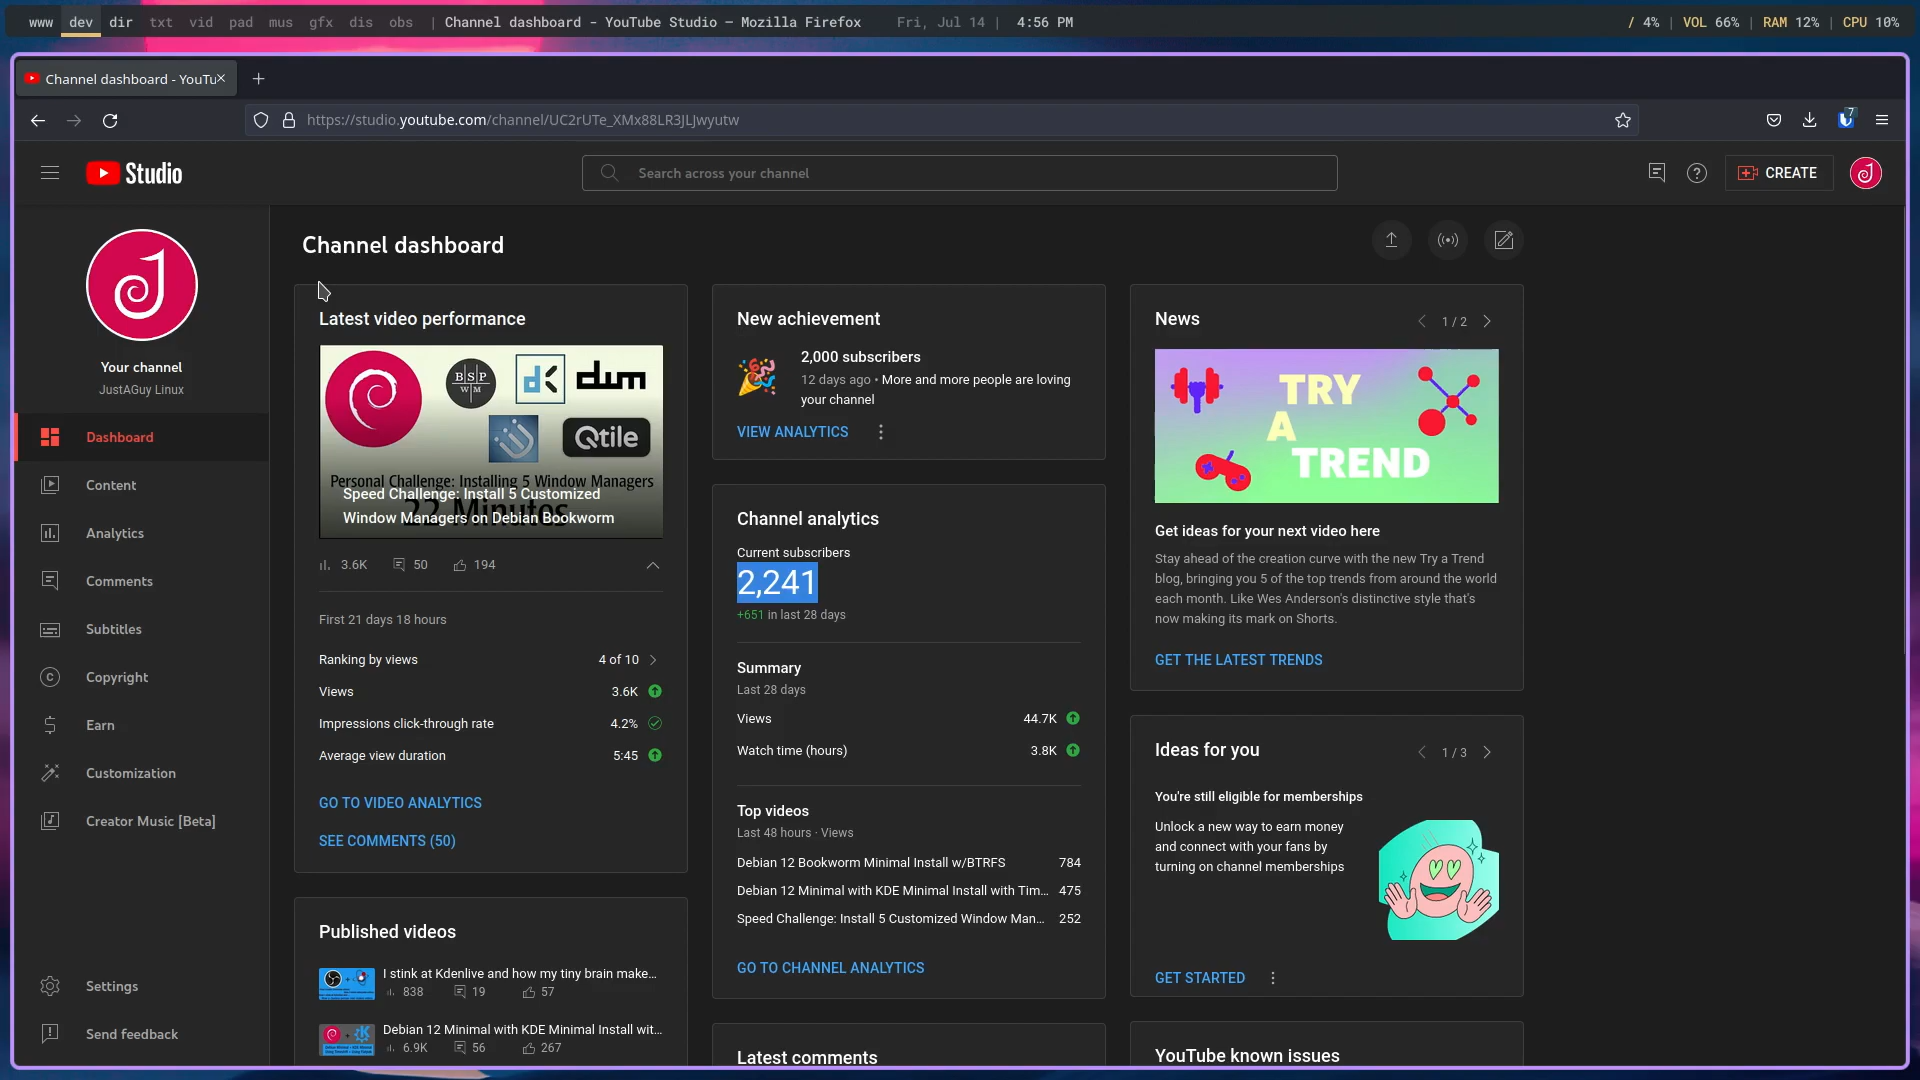 www dev dir txt vid pad mus gfx dis obs | Channel dashboard - YouTube Studio — Mozilla Firefox Fri, Jul 14 | 4:56 PM / 4% | VOL 66% | RAM 12% | CPU 10%
Channel dashboard - YouTu
https://studio.youtube.com/channel/UC2rUTe_XMx88LR3JLJwyutw
7
Studio
Search across your channel
CREATE
Your channel
JustAGuy Linux
Dashboard
Content
Analytics
Comments
Subtitles
Copyright
Earn
Customization
Creator Music [Beta]
Settings
Send feedback
Channel dashboard
Latest video performance
BSP
WM
dk
dwm
Qtile
Personal Challenge: Installing 5 Window Managers
22 Minutes
Speed Challenge: Install 5 Customized
Window Managers on Debian Bookworm
3.6K 50 194
First 21 days 18 hours
Ranking by views 4 of 10
Views 3.6K
Impressions click-through rate 4.2%
Average view duration 5:45
GO TO VIDEO ANALYTICS
SEE COMMENTS (50)
Published videos
I stink at Kdenlive and how my tiny brain make...
838 19 57
Debian 12 Minimal with KDE Minimal Install wit...
6.9K 56 267
New achievement
2,000 subscribers
12 days ago • More and more people are loving
your channel
VIEW ANALYTICS
Channel analytics
Current subscribers
2,241
+651 in last 28 days
Summary
Last 28 days
Views 44.7K
Watch time (hours) 3.8K
Top videos
Last 48 hours · Views
Debian 12 Bookworm Minimal Install w/BTRFS 784
Debian 12 Minimal with KDE Minimal Install with Tim... 475
Speed Challenge: Install 5 Customized Window Man... 252
GO TO CHANNEL ANALYTICS
Latest comments
News
1 / 2
TRY
A
TREND
Get ideas for your next video here
Stay ahead of the creation curve with the new Try a Trend
blog, bringing you 5 of the top trends from around the world
each month. Like Wes Anderson's distinctive style that's
now making its mark on Shorts.
GET THE LATEST TRENDS
Ideas for you
1 / 3
You're still eligible for memberships
Unlock a new way to earn money
and connect with your fans by
turning on channel memberships
GET STARTED
YouTube known issues